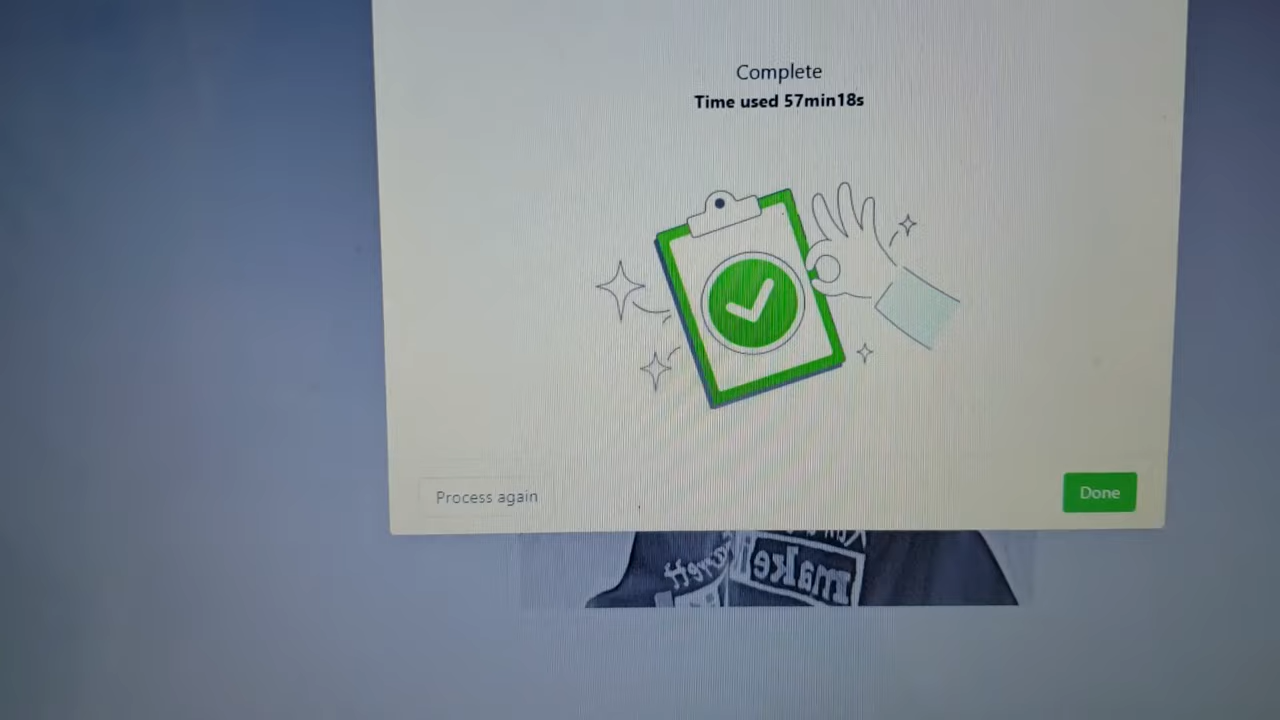 Complete
Time used 57min18s
Process again
Done
make